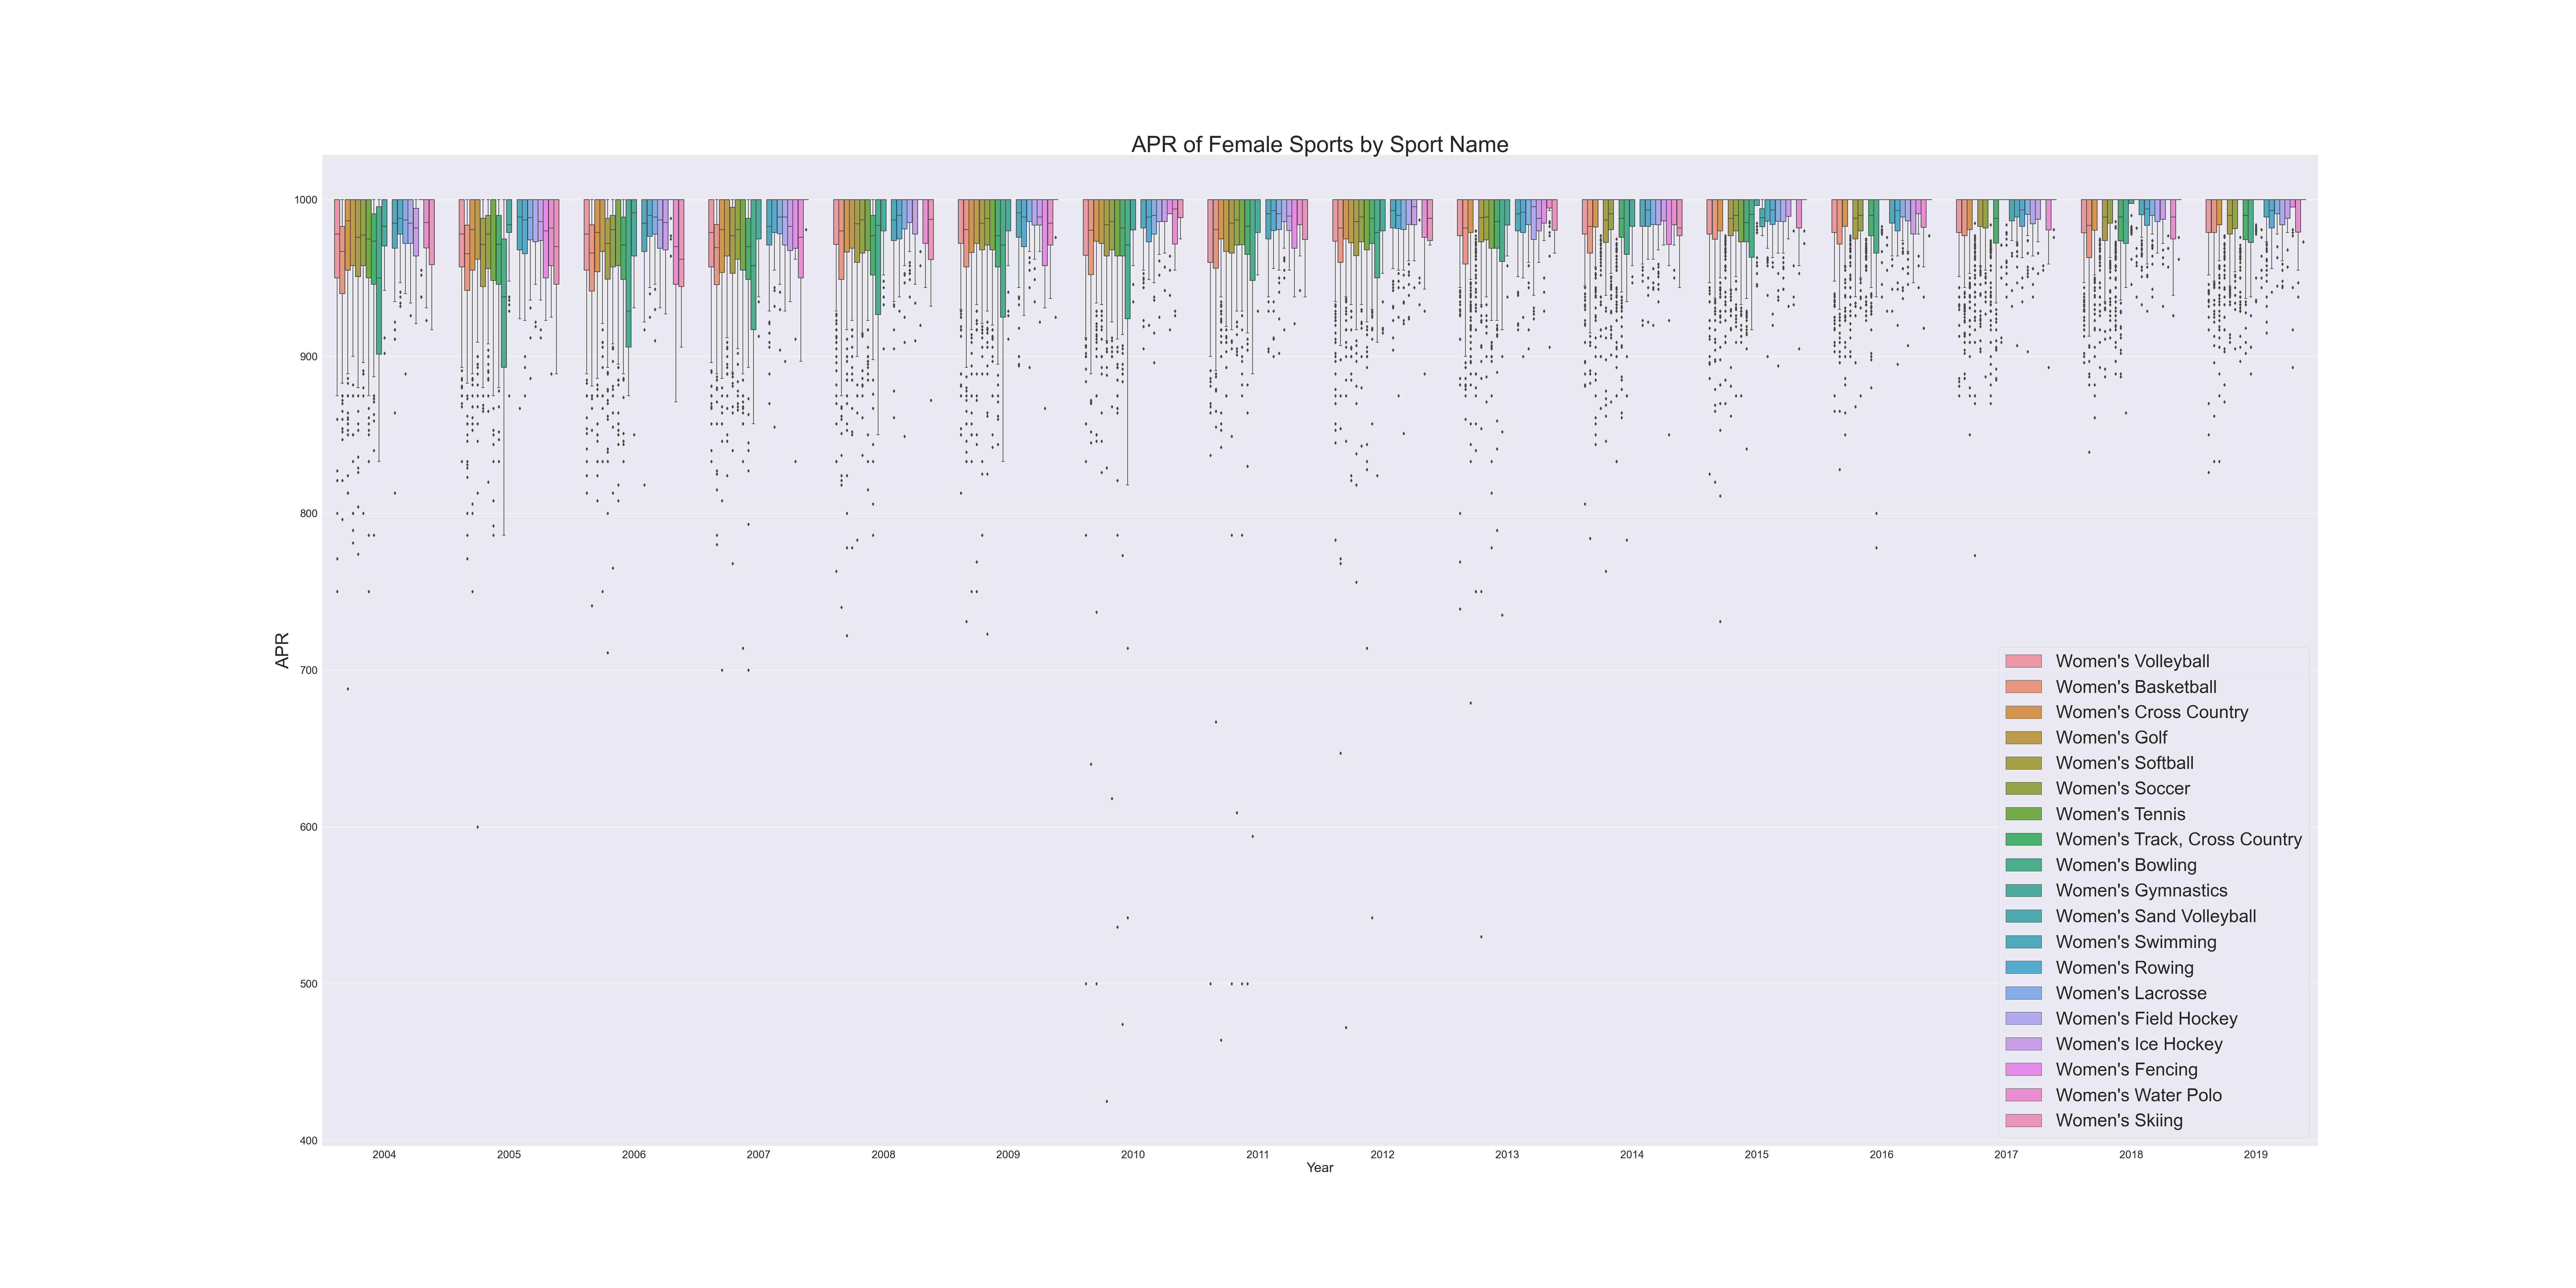 APR of Female Sports by Sport Name
1000
900
800
700
600
500
400
APR
Women's Volleyball
Women's Basketball
Women's Cross Country
Women's Golf
Women's Softball
Women's Soccer
Women's Tennis
Women's Track, Cross Country
Women's Bowling
Women's Gymnastics
Women's Sand Volleyball
Women's Swimming
Women's Rowing
Women's Lacrosse
Women's Field Hockey
Women's Ice Hockey
Women's Fencing
Women's Water Polo
Women's Skiing
2004 2005 2006 2007 2008 2009 2010 2011 2012 2013 2014 2015 2016 2017 2018 2019
Year